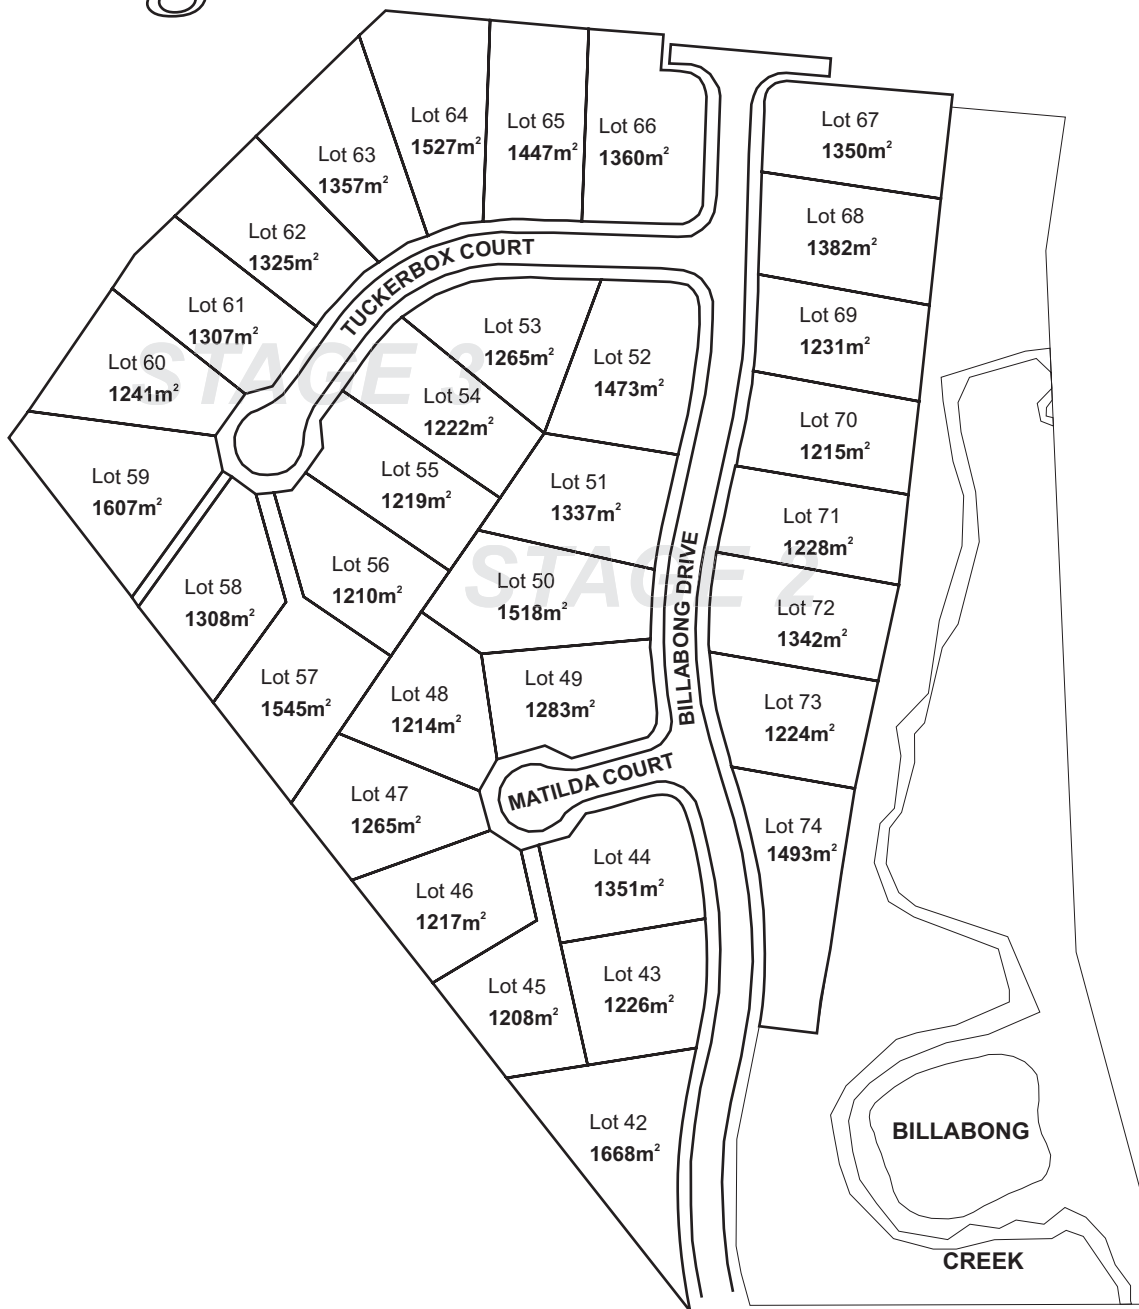 Lot 64
1527m²
Lot 65
1447m²
Lot 66
1360m²
Lot 67
1350m²
Lot 63
1357m²
Lot 62
1325m²
Lot 68
1382m²
TUCKERBOX COURT
Lot 61
1307m²
Lot 53
1265m²
Lot 69
1231m²
Lot 60
1241m²
STAGE 3
Lot 52
1473m²
Lot 54
1222m²
Lot 70
1215m²
Lot 59
1607m²
Lot 55
1219m²
Lot 51
1337m²
Lot 71
1228m²
Lot 58
1308m²
Lot 56
1210m²
STAGE 2
Lot 50
1518m²
BILLABONG DRIVE
Lot 72
1342m²
Lot 57
1545m²
Lot 48
1214m²
Lot 49
1283m²
Lot 73
1224m²
MATILDA COURT
Lot 47
1265m²
Lot 74
1493m²
Lot 44
1351m²
Lot 46
1217m²
Lot 45
1208m²
Lot 43
1226m²
Lot 42
1668m²
BILLABONG
CREEK